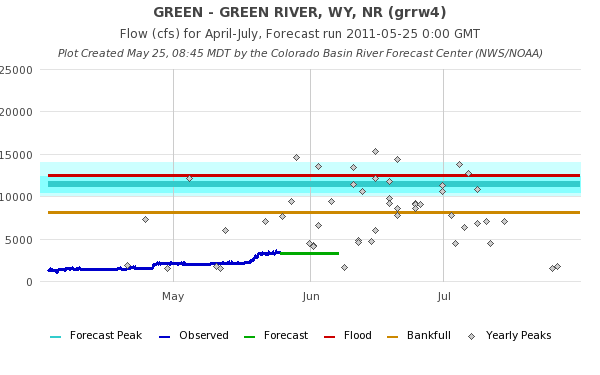 GREEN - GREEN RIVER, WY, NR (grrw4)
Flow (cfs) for April-July, Forecast run 2011-05-25 0:00 GMT
Plot Created May 25, 08:45 MDT by the Colorado Basin River Forecast Center (NWS/NOAA)
25000
20000
15000
10000
5000
0
May Jun Jul
Forecast Peak Observed Forecast Flood Bankfull Yearly Peaks